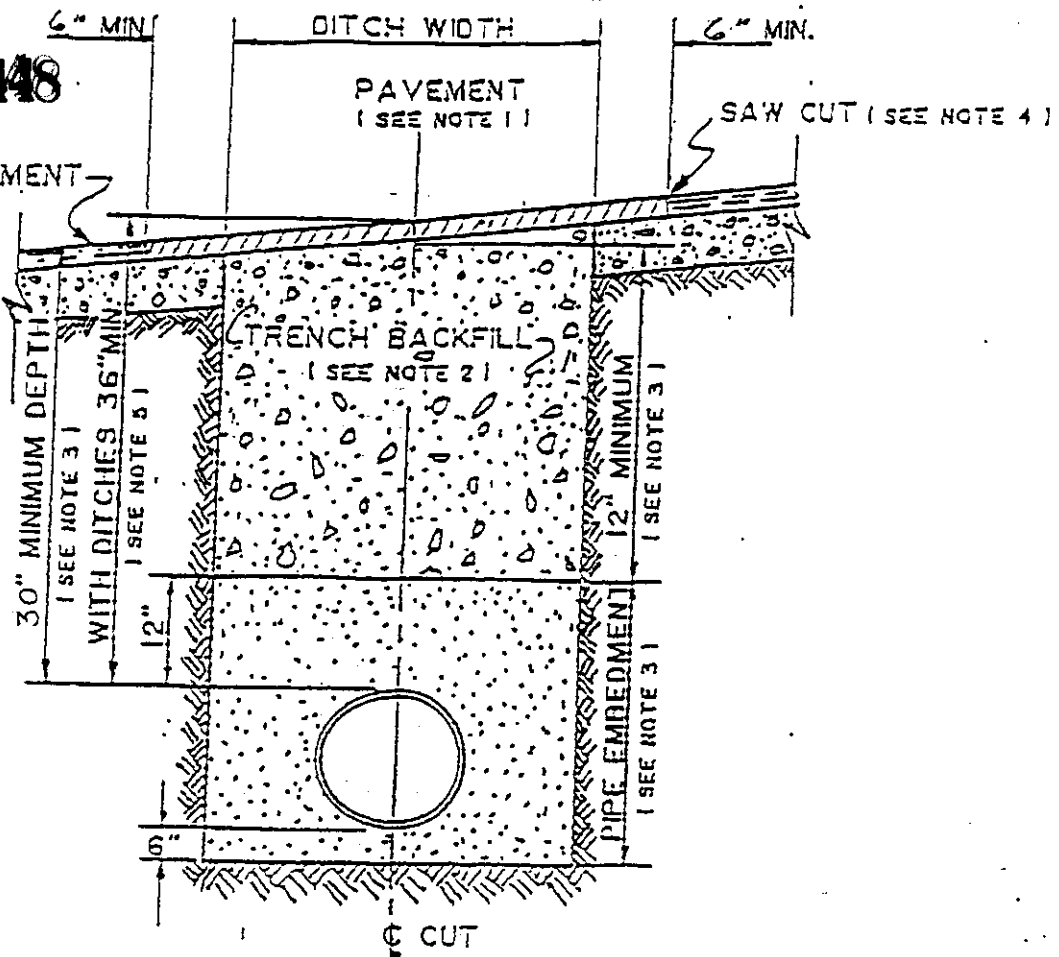 6" MIN
DITCH WIDTH
6" MIN.
48
PAVEMENT
( SEE NOTE 1 )
SAW CUT ( SEE NOTE 4 )
MENT
TRENCH BACKFILL
( SEE NOTE 2 )
30" MINIMUM DEPTH
( SEE NOTE 3 )
WITH DITCHES 36" MIN.
( SEE NOTE 5 )
12"
12" MINIMUM
( SEE NOTE 3 )
PIPE EMBEDMENT
( SEE NOTE 3 )
6"
℄ CUT